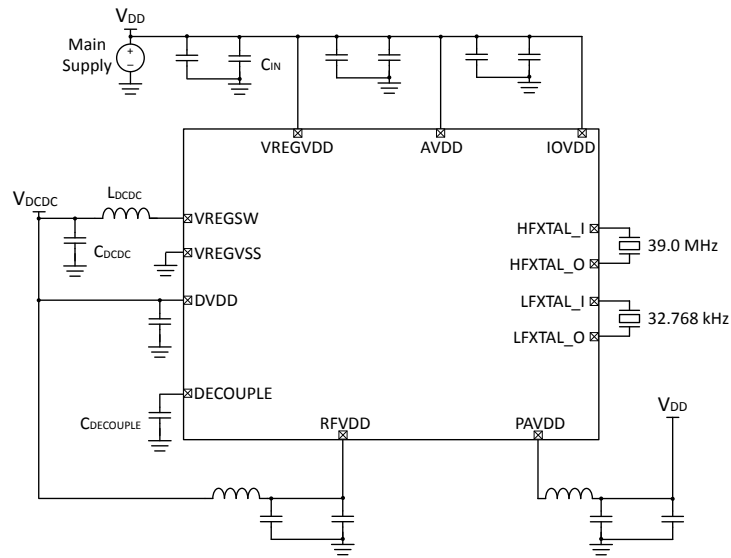 VDD
Main
Supply
+
–
CIN
VREGVDD
AVDD
IOVDD
VDCDC
LDCDC
VREGSW
HFXTAL_I
CDCDC
VREGVSS
39.0 MHz
HFXTAL_O
DVDD
LFXTAL_I
32.768 kHz
LFXTAL_O
DECOUPLE
CDECOUPLE
RFVDD
PAVDD
VDD